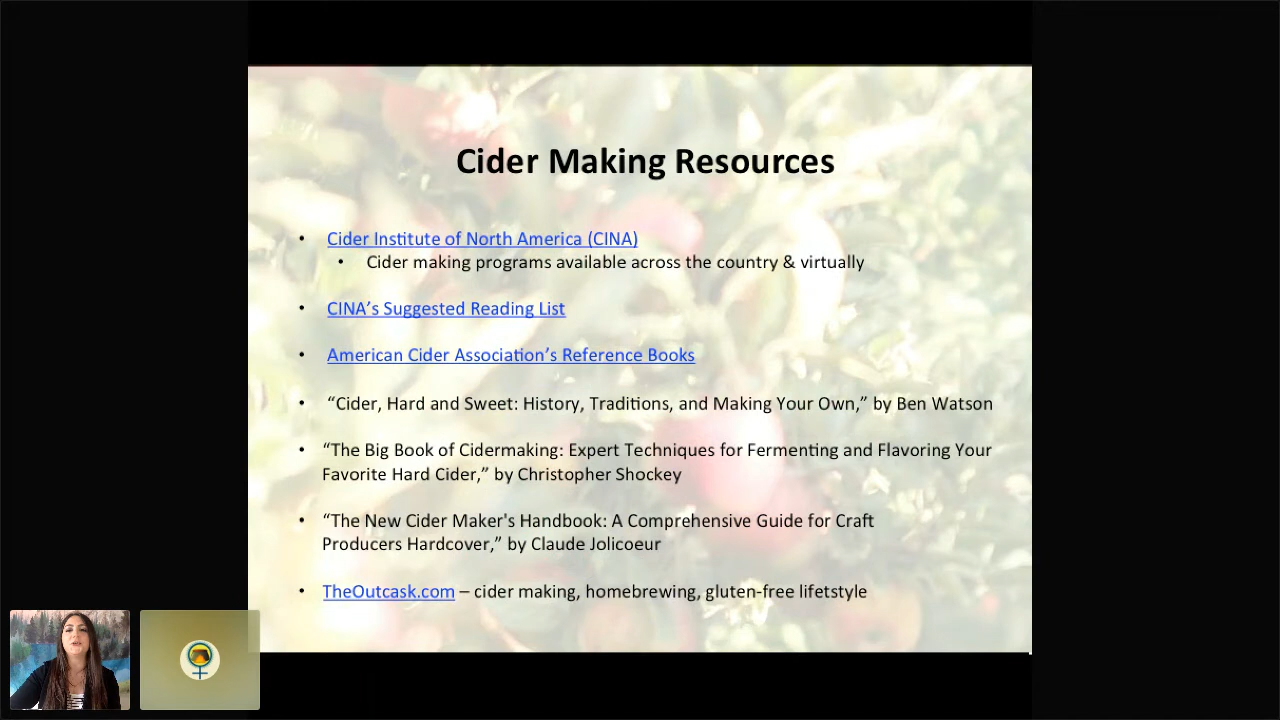 Cider Making Resources
• Cider Institute of North America (CINA)
• Cider making programs available across the country & virtually
• CINA’s Suggested Reading List
• American Cider Association’s Reference Books
• “Cider, Hard and Sweet: History, Traditions, and Making Your Own,” by Ben Watson
• “The Big Book of Cidermaking: Expert Techniques for Fermenting and Flavoring Your
Favorite Hard Cider,” by Christopher Shockey
• “The New Cider Maker's Handbook: A Comprehensive Guide for Craft
Producers Hardcover,” by Claude Jolicoeur
• TheOutcask.com – cider making, homebrewing, gluten-free lifetstyle